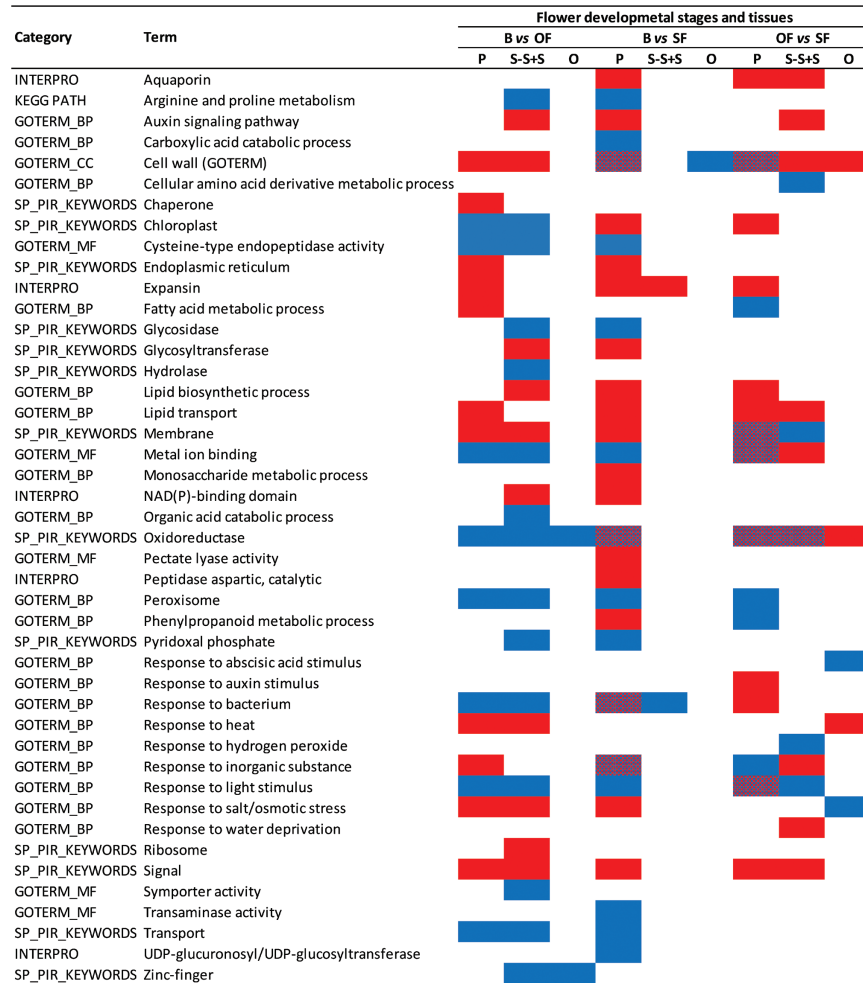 Flower developmetal stages and tissues
Category Term B vs OF B vs SF OF vs SF
P S-S+S O P S-S+S O P S-S+S O
INTERPRO Aquaporin
KEGG PATH Arginine and proline metabolism
GOTERM_BP Auxin signaling pathway
GOTERM_BP Carboxylic acid catabolic process
GOTERM_CC Cell wall (GOTERM)
GOTERM_BP Cellular amino acid derivative metabolic process
SP_PIR_KEYWORDS Chaperone
SP_PIR_KEYWORDS Chloroplast
GOTERM_MF Cysteine-type endopeptidase activity
SP_PIR_KEYWORDS Endoplasmic reticulum
INTERPRO Expansin
GOTERM_BP Fatty acid metabolic process
SP_PIR_KEYWORDS Glycosidase
SP_PIR_KEYWORDS Glycosyltransferase
SP_PIR_KEYWORDS Hydrolase
GOTERM_BP Lipid biosynthetic process
GOTERM_BP Lipid transport
SP_PIR_KEYWORDS Membrane
GOTERM_MF Metal ion binding
GOTERM_BP Monosaccharide metabolic process
INTERPRO NAD(P)-binding domain
GOTERM_BP Organic acid catabolic process
SP_PIR_KEYWORDS Oxidoreductase
GOTERM_MF Pectate lyase activity
INTERPRO Peptidase aspartic, catalytic
GOTERM_BP Peroxisome
GOTERM_BP Phenylpropanoid metabolic process
SP_PIR_KEYWORDS Pyridoxal phosphate
GOTERM_BP Response to abscisic acid stimulus
GOTERM_BP Response to auxin stimulus
GOTERM_BP Response to bacterium
GOTERM_BP Response to heat
GOTERM_BP Response to hydrogen peroxide
GOTERM_BP Response to inorganic substance
GOTERM_BP Response to light stimulus
GOTERM_BP Response to salt/osmotic stress
GOTERM_BP Response to water deprivation
SP_PIR_KEYWORDS Ribosome
SP_PIR_KEYWORDS Signal
GOTERM_MF Symporter activity
GOTERM_MF Transaminase activity
SP_PIR_KEYWORDS Transport
INTERPRO UDP-glucuronosyl/UDP-glucosyltransferase
SP_PIR_KEYWORDS Zinc-finger